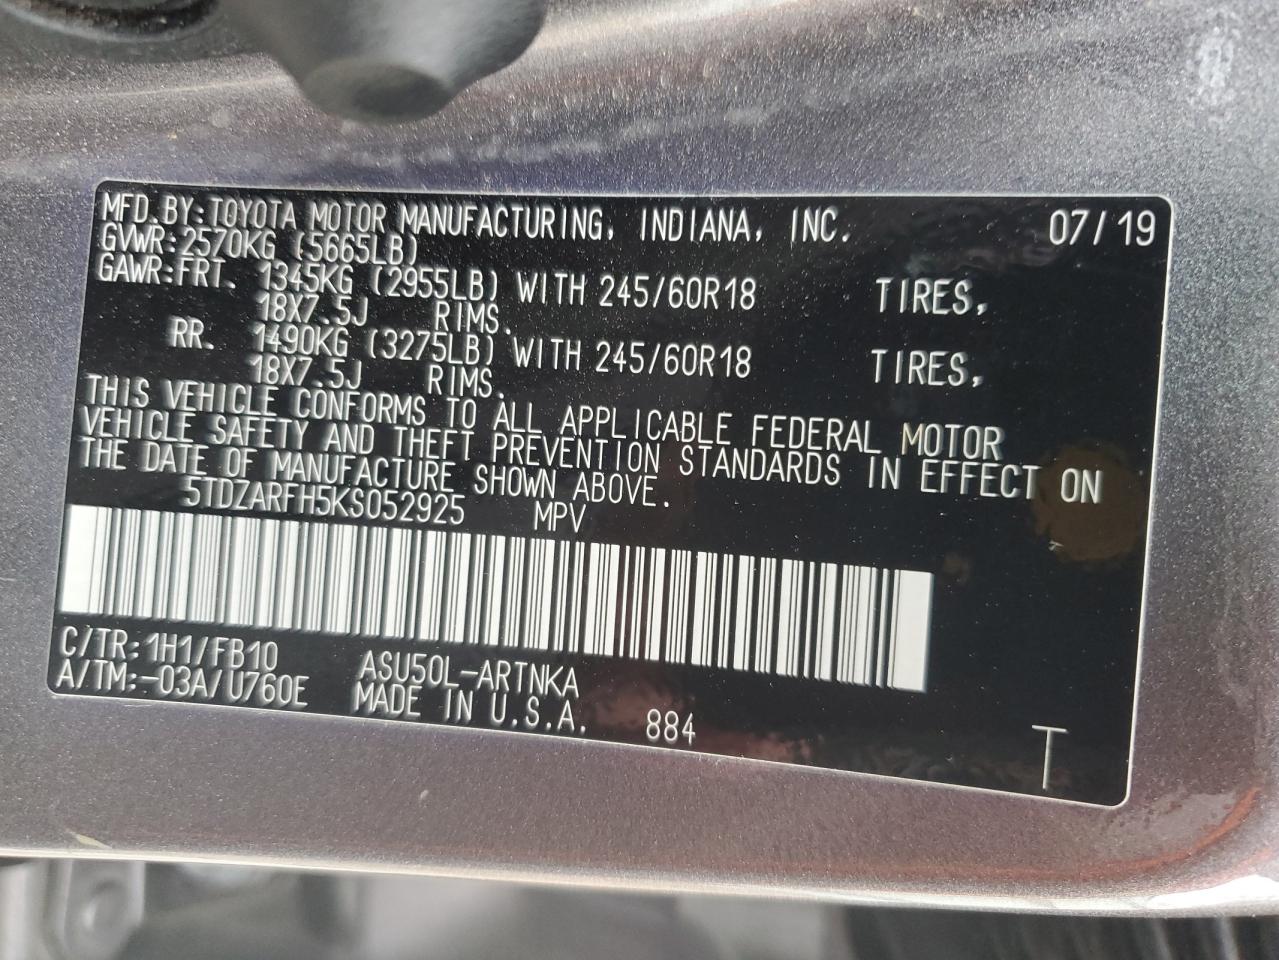 MFD.BY:TOYOTA MOTOR MANUFACTURING, INDIANA, INC. 07/19
GVWR:2570KG (5665LB)
GAWR:FRT. 1345KG (2955LB) WITH 245/60R18 TIRES,
18X7.5J RIMS.
RR. 1490KG (3275LB) WITH 245/60R18 TIRES,
18X7.5J RIMS.
THIS VEHICLE CONFORMS TO ALL APPLICABLE FEDERAL MOTOR
VEHICLE SAFETY AND THEFT PREVENTION STANDARDS IN EFFECT ON
THE DATE OF MANUFACTURE SHOWN ABOVE.
5TDZARFH5KS052925 MPV
C/TR:1H1/FB10 ASU50L-ARTNKA
A/TM:-03A/U760E MADE IN U.S.A. 884 T